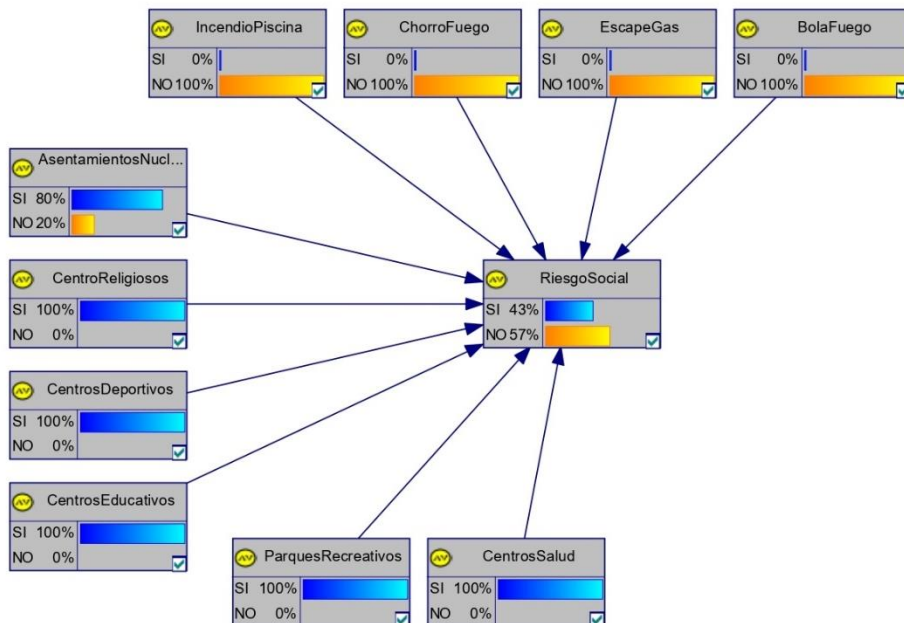 IncendioPiscina
SI 0%
NO 100%
ChorroFuego
SI 0%
NO 100%
EscapeGas
SI 0%
NO 100%
BolaFuego
SI 0%
NO 100%
AsentamientosNucl...
SI 80%
NO 20%
CentroReligiosos
SI 100%
NO 0%
RiesgoSocial
SI 43%
NO 57%
CentrosDeportivos
SI 100%
NO 0%
CentrosEducativos
SI 100%
NO 0%
ParquesRecreativos
SI 100%
NO 0%
CentrosSalud
SI 100%
NO 0%